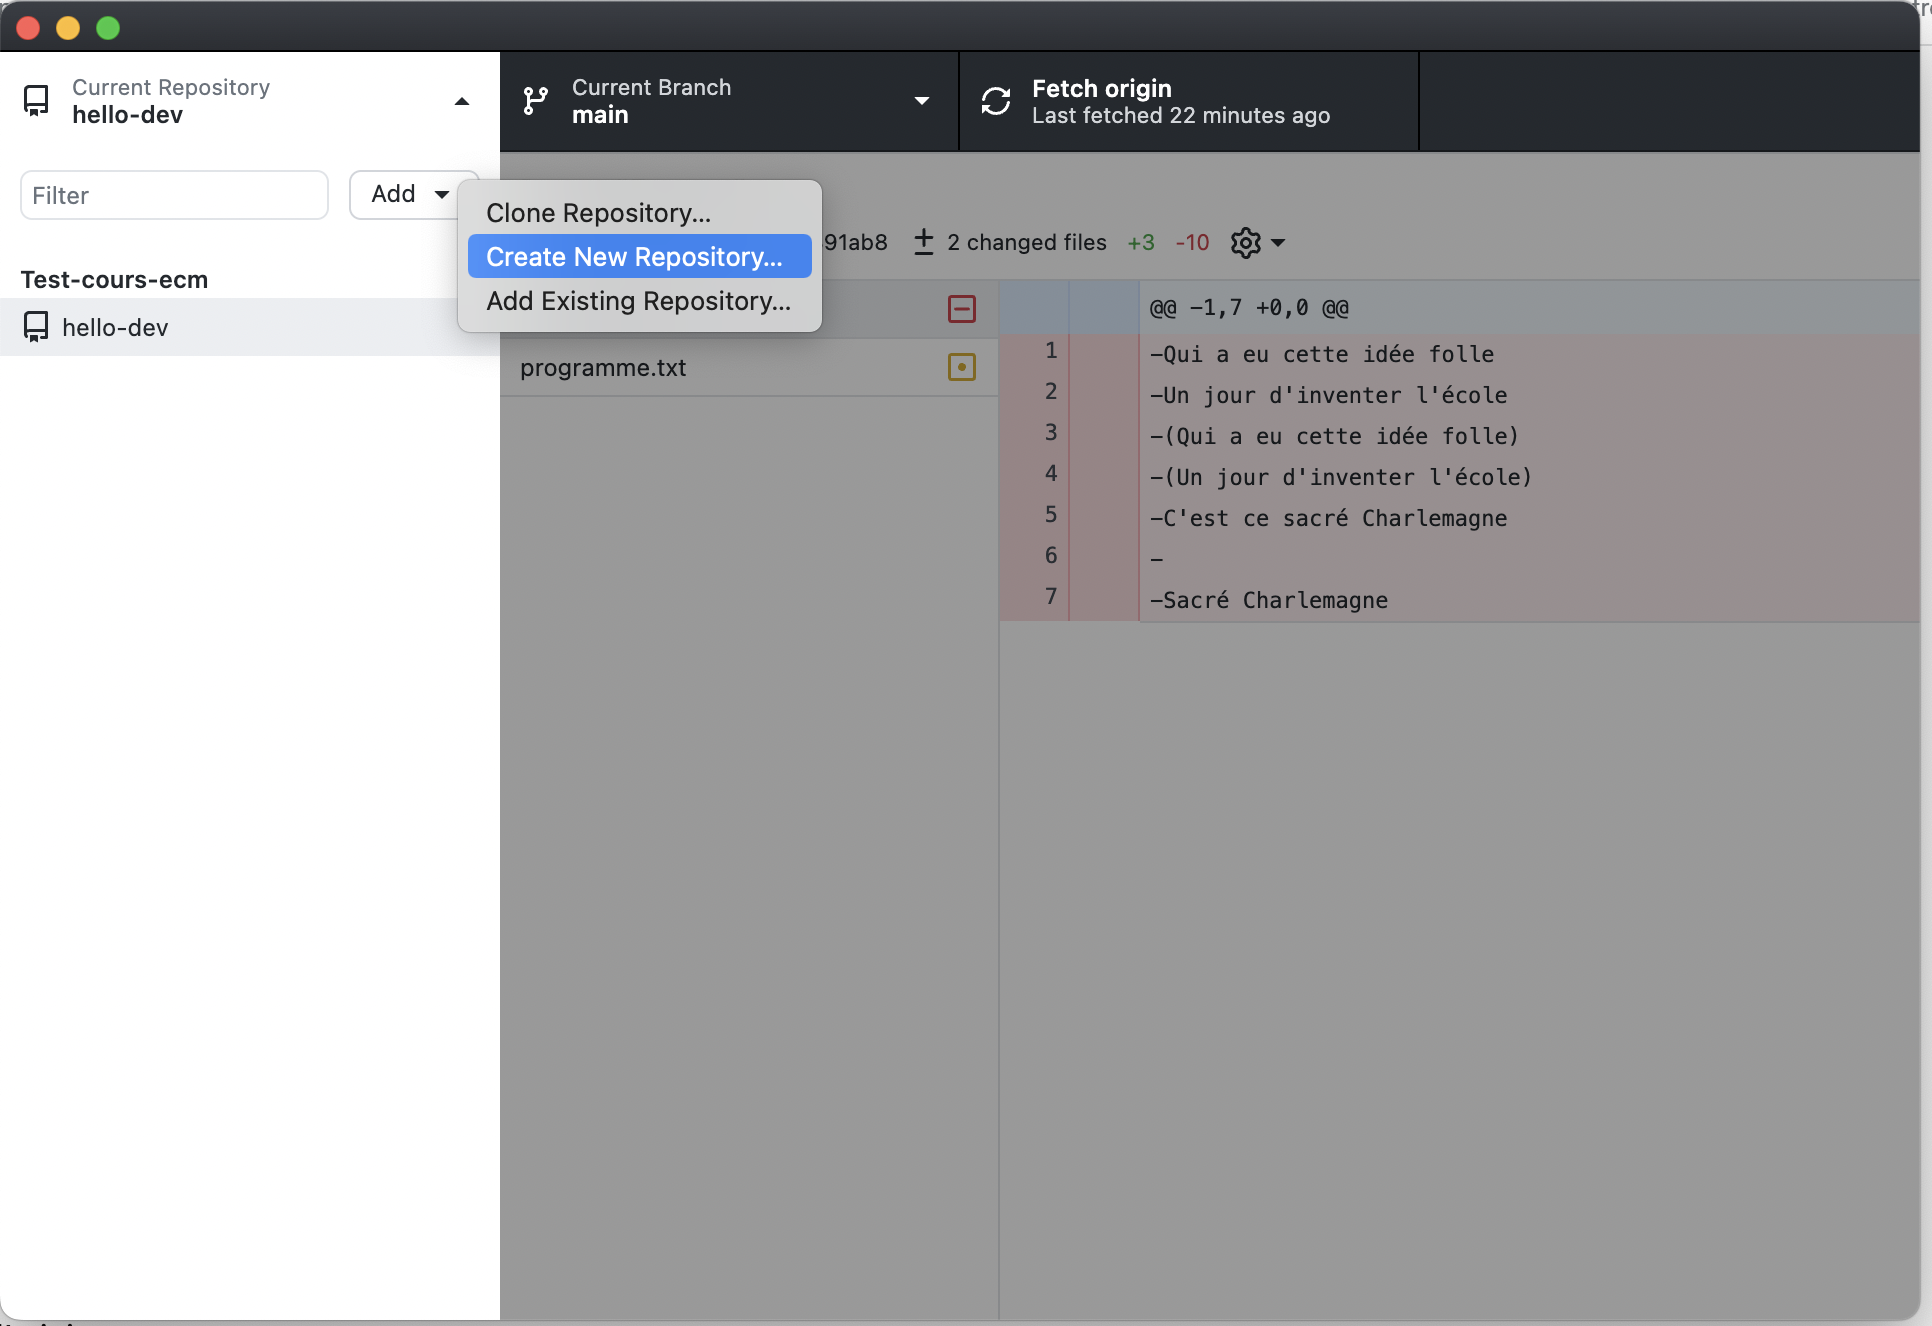 Current Repository
hello-dev
Current Branch
main
Fetch origin
Last fetched 22 minutes ago
Filter
Add
Clone Repository...
Create New Repository...
Add Existing Repository...
91ab8
2 changed files +3 -10
Test-cours-ecm
hello-dev
programme.txt
@@ -1,7 +0,0 @@
1 -Qui a eu cette idée folle
2 -Un jour d'inventer l'école
3 -(Qui a eu cette idée folle)
4 -(Un jour d'inventer l'école)
5 -C'est ce sacré Charlemagne
6 -
7 -Sacré Charlemagne